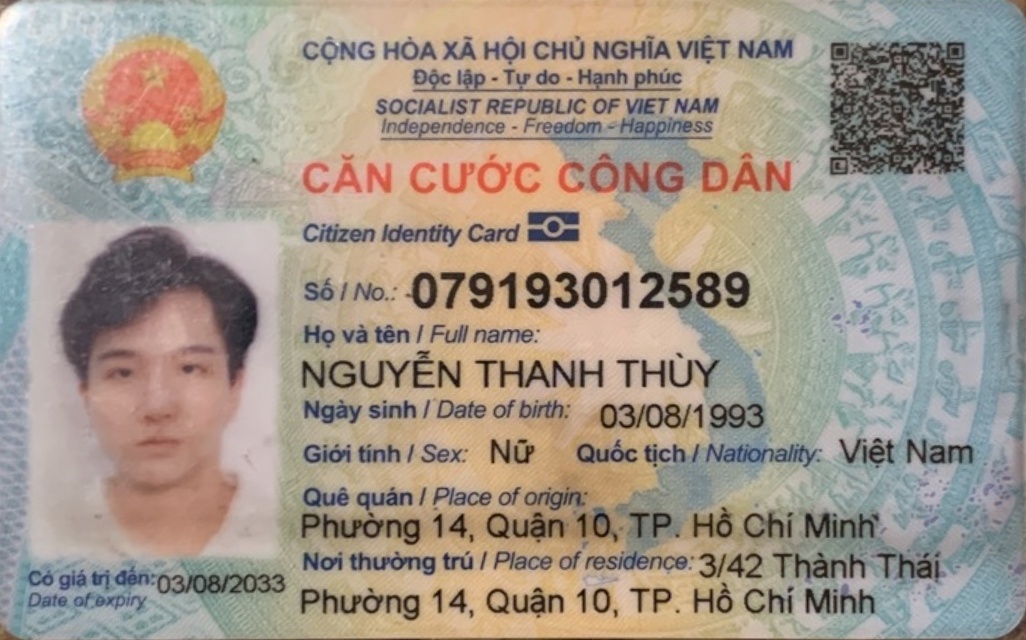 CỘNG HÒA XÃ HỘI CHỦ NGHĨA VIỆT NAM
Độc lập - Tự do - Hạnh phúc
SOCIALIST REPUBLIC OF VIET NAM
Independence - Freedom - Happiness
CĂN CƯỚC CÔNG DÂN
Citizen Identity Card
Số / No.: 079193012589
Họ và tên / Full name:
NGUYỄN THANH THÙY
Ngày sinh / Date of birth: 03/08/1993
Giới tính / Sex: Nữ Quốc tịch / Nationality: Việt Nam
Quê quán / Place of origin:
Phường 14, Quận 10, TP. Hồ Chí Minh
Nơi thường trú / Place of residence: 3/42 Thành Thái
Phường 14, Quận 10, TP. Hồ Chí Minh
Có giá trị đến: 03/08/2033
Date of expiry